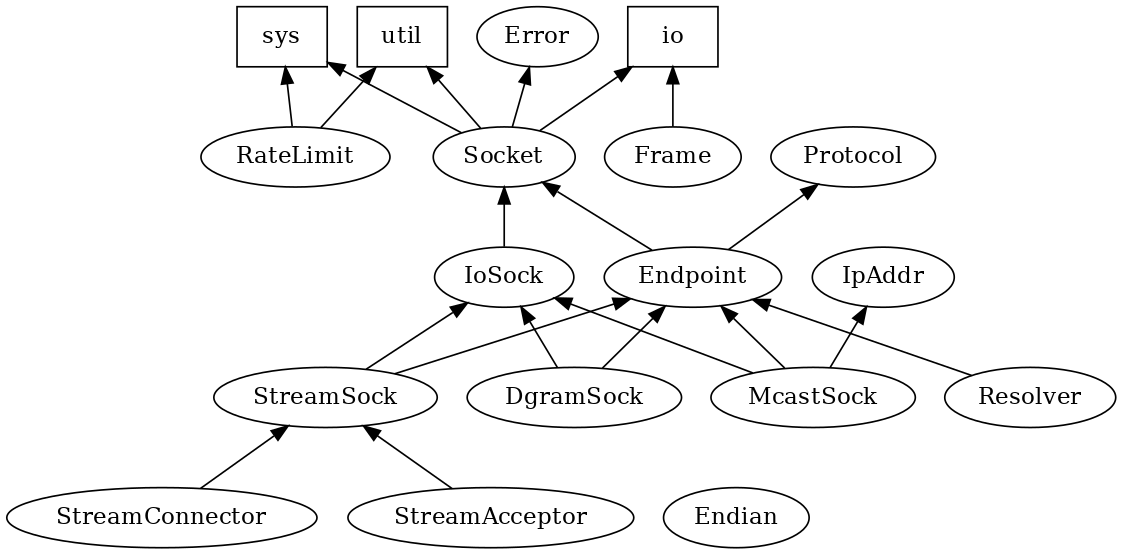 sys
util
Error
io
RateLimit
Socket
Frame
Protocol
IoSock
Endpoint
IpAddr
StreamSock
DgramSock
McastSock
Resolver
StreamConnector
StreamAcceptor
Endian